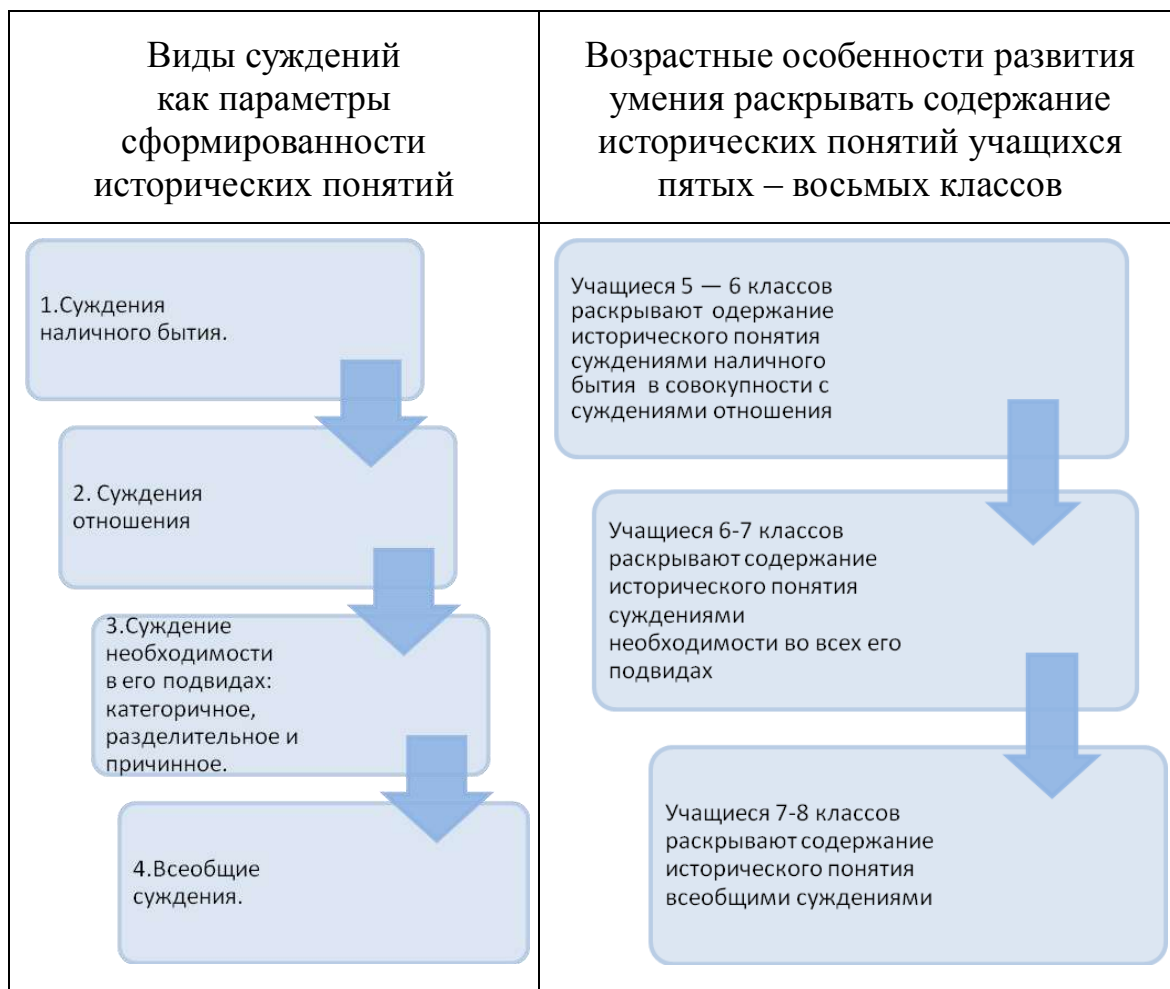 Виды суждений
как параметры
сформированности
исторических понятий
Возрастные особенности развития
умения раскрывать содержание
исторических понятий учащихся
пятых – восьмых классов
1.Суждения
наличного бытия.
2. Суждения
отношения
3.Суждение
необходимости
в его подвидах:
категоричное,
разделительное и
причинное.
4.Всеобщие
суждения.
Учащиеся 5 — 6 классов
раскрывают одержание
исторического понятия
суждениями наличного
бытия в совокупности с
суждениями отношения
Учащиеся 6-7 классов
раскрывают содержание
исторического понятия
суждениями
необходимости во всех его
подвидах
Учащиеся 7-8 классов
раскрывают содержание
исторического понятия
всеобщими суждениями